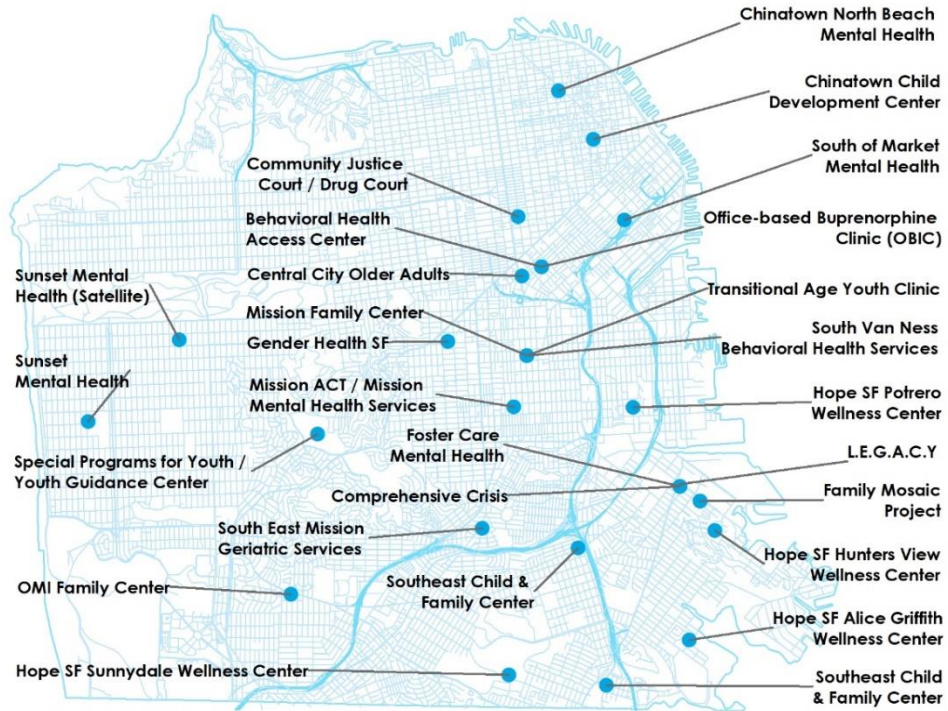 Chinatown North Beach
Mental Health
Chinatown Child
Development Center
South of Market
Mental Health
Community Justice
Court / Drug Court
Behavioral Health
Access Center
Office-based Buprenorphine
Clinic (OBIC)
Central City Older Adults
Sunset Mental
Health (Satellite)
Transitional Age Youth Clinic
Mission Family Center
Gender Health SF
South Van Ness
Behavioral Health Services
Sunset
Mental Health
Mission ACT / Mission
Mental Health Services
Hope SF Potrero
Wellness Center
Foster Care
Mental Health
L.E.G.A.C.Y
Special Programs for Youth /
Youth Guidance Center
Comprehensive Crisis
Family Mosaic
Project
South East Mission
Geriatric Services
Hope SF Hunters View
Wellness Center
OMI Family Center
Southeast Child &
Family Center
Hope SF Alice Griffith
Wellness Center
Hope SF Sunnydale Wellness Center
Southeast Child
& Family Center